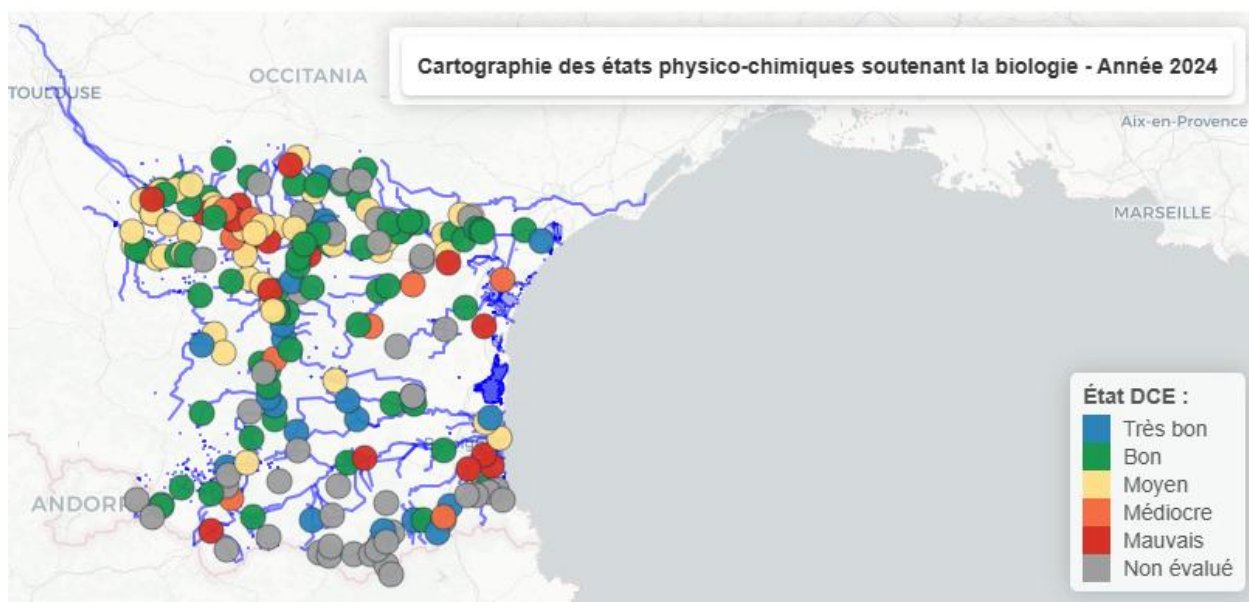 Cartographie des états physico-chimiques soutenant la biologie - Année 2024
OCCITANIA
TOULOUSE
Aix-en-Provence
MARSEILLE
ANDORR
État DCE :
Très bon
Bon
Moyen
Médiocre
Mauvais
Non évalué